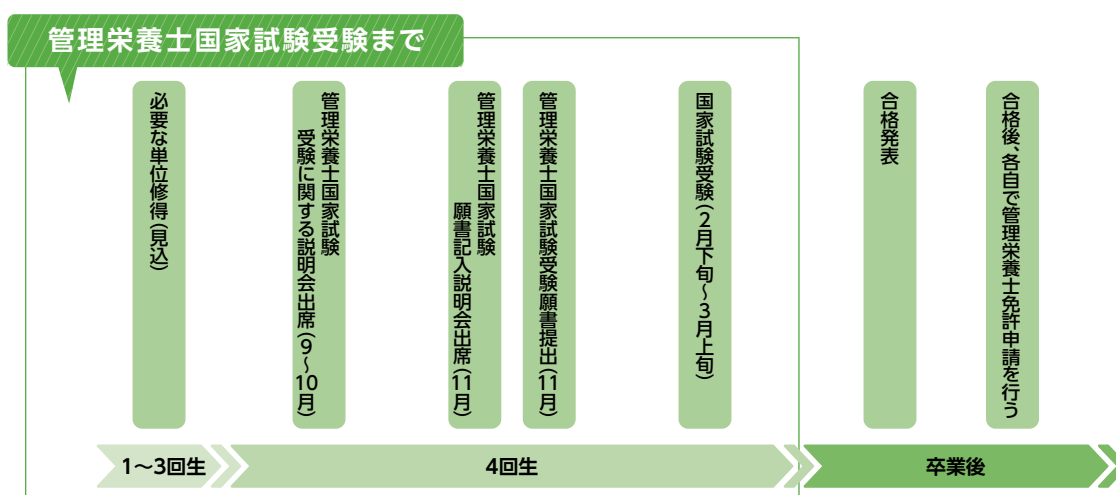 管理栄養士国家試験受験まで
必要な単位修得(見込)
管理栄養士国家試験
受験に関する説明会出席(9〜10月)
管理栄養士国家試験
願書記入説明会出席(11月)
管理栄養士国家試験受験願書提出(11月)
国家試験受験(2月下旬〜3月上旬)
合格発表
合格後、各自で管理栄養士免許申請を行う
1〜3回生
4回生
卒業後